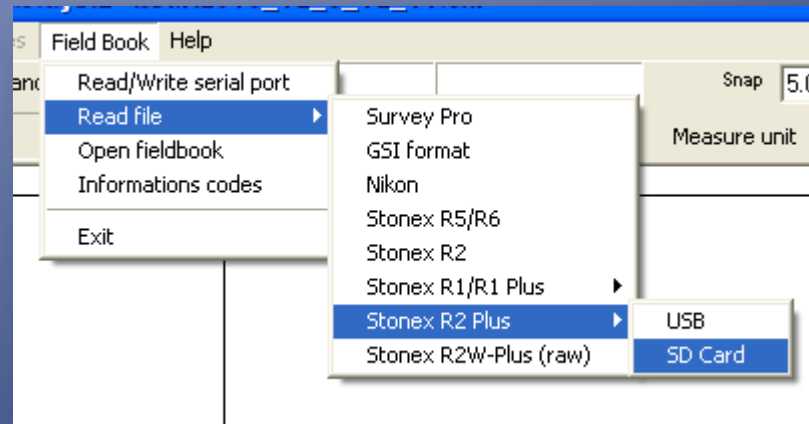 Field Book Help
Read/Write serial port
Read file
Open fieldbook
Informations codes
Exit
Survey Pro
GSI format
Nikon
Stonex R5/R6
Stonex R2
Stonex R1/R1 Plus
Stonex R2 Plus
Stonex R2W-Plus (raw)
USB
SD Card
Snap
Measure unit